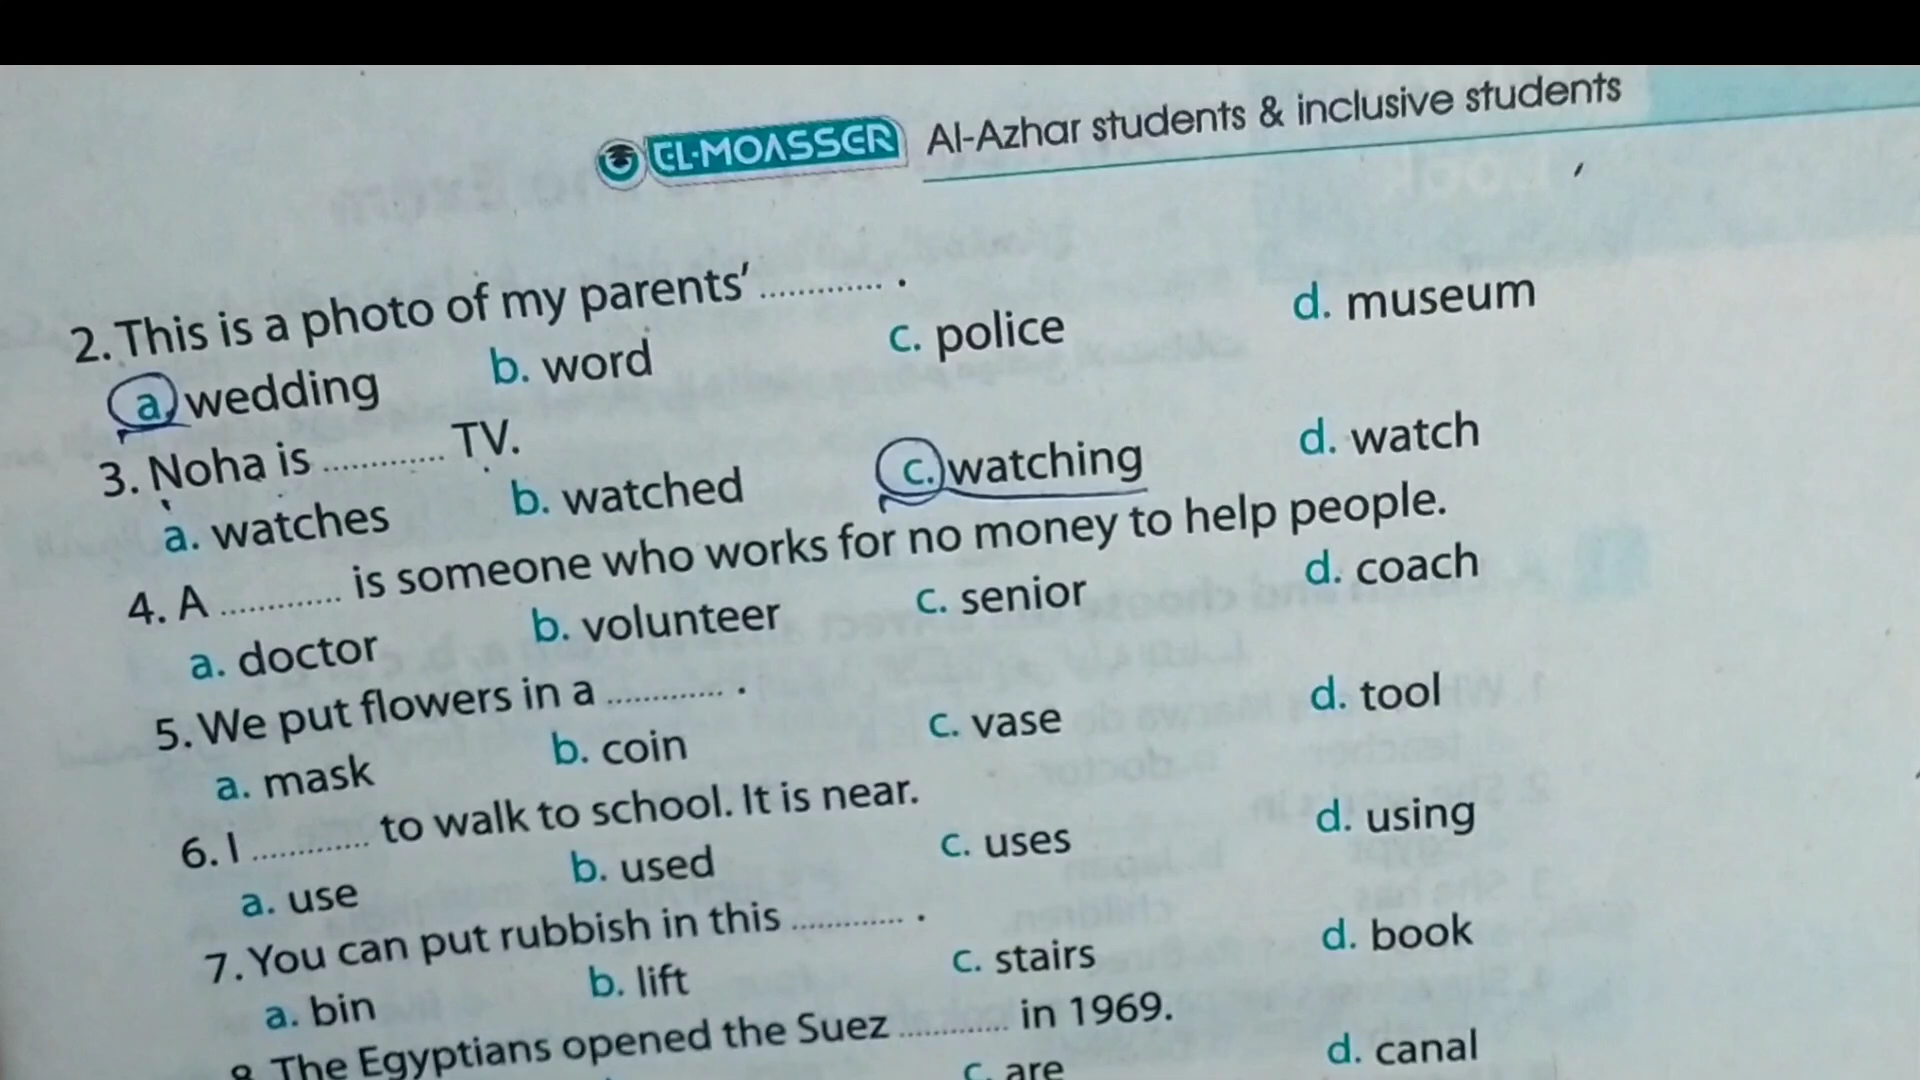 EL-MOASSER Al-Azhar students & inclusive students
2. This is a photo of my parents' ............ .
a. wedding b. word c. police d. museum
3. Noha is ............ TV.
a. watches b. watched c. watching d. watch
4. A ............ is someone who works for no money to help people.
a. doctor b. volunteer c. senior d. coach
5. We put flowers in a ............ .
a. mask b. coin c. vase d. tool
6. I ............ to walk to school. It is near.
a. use b. used c. uses d. using
7. You can put rubbish in this ............ .
a. bin b. lift c. stairs d. book
8. The Egyptians opened the Suez ............ in 1969.
c. are d. canal